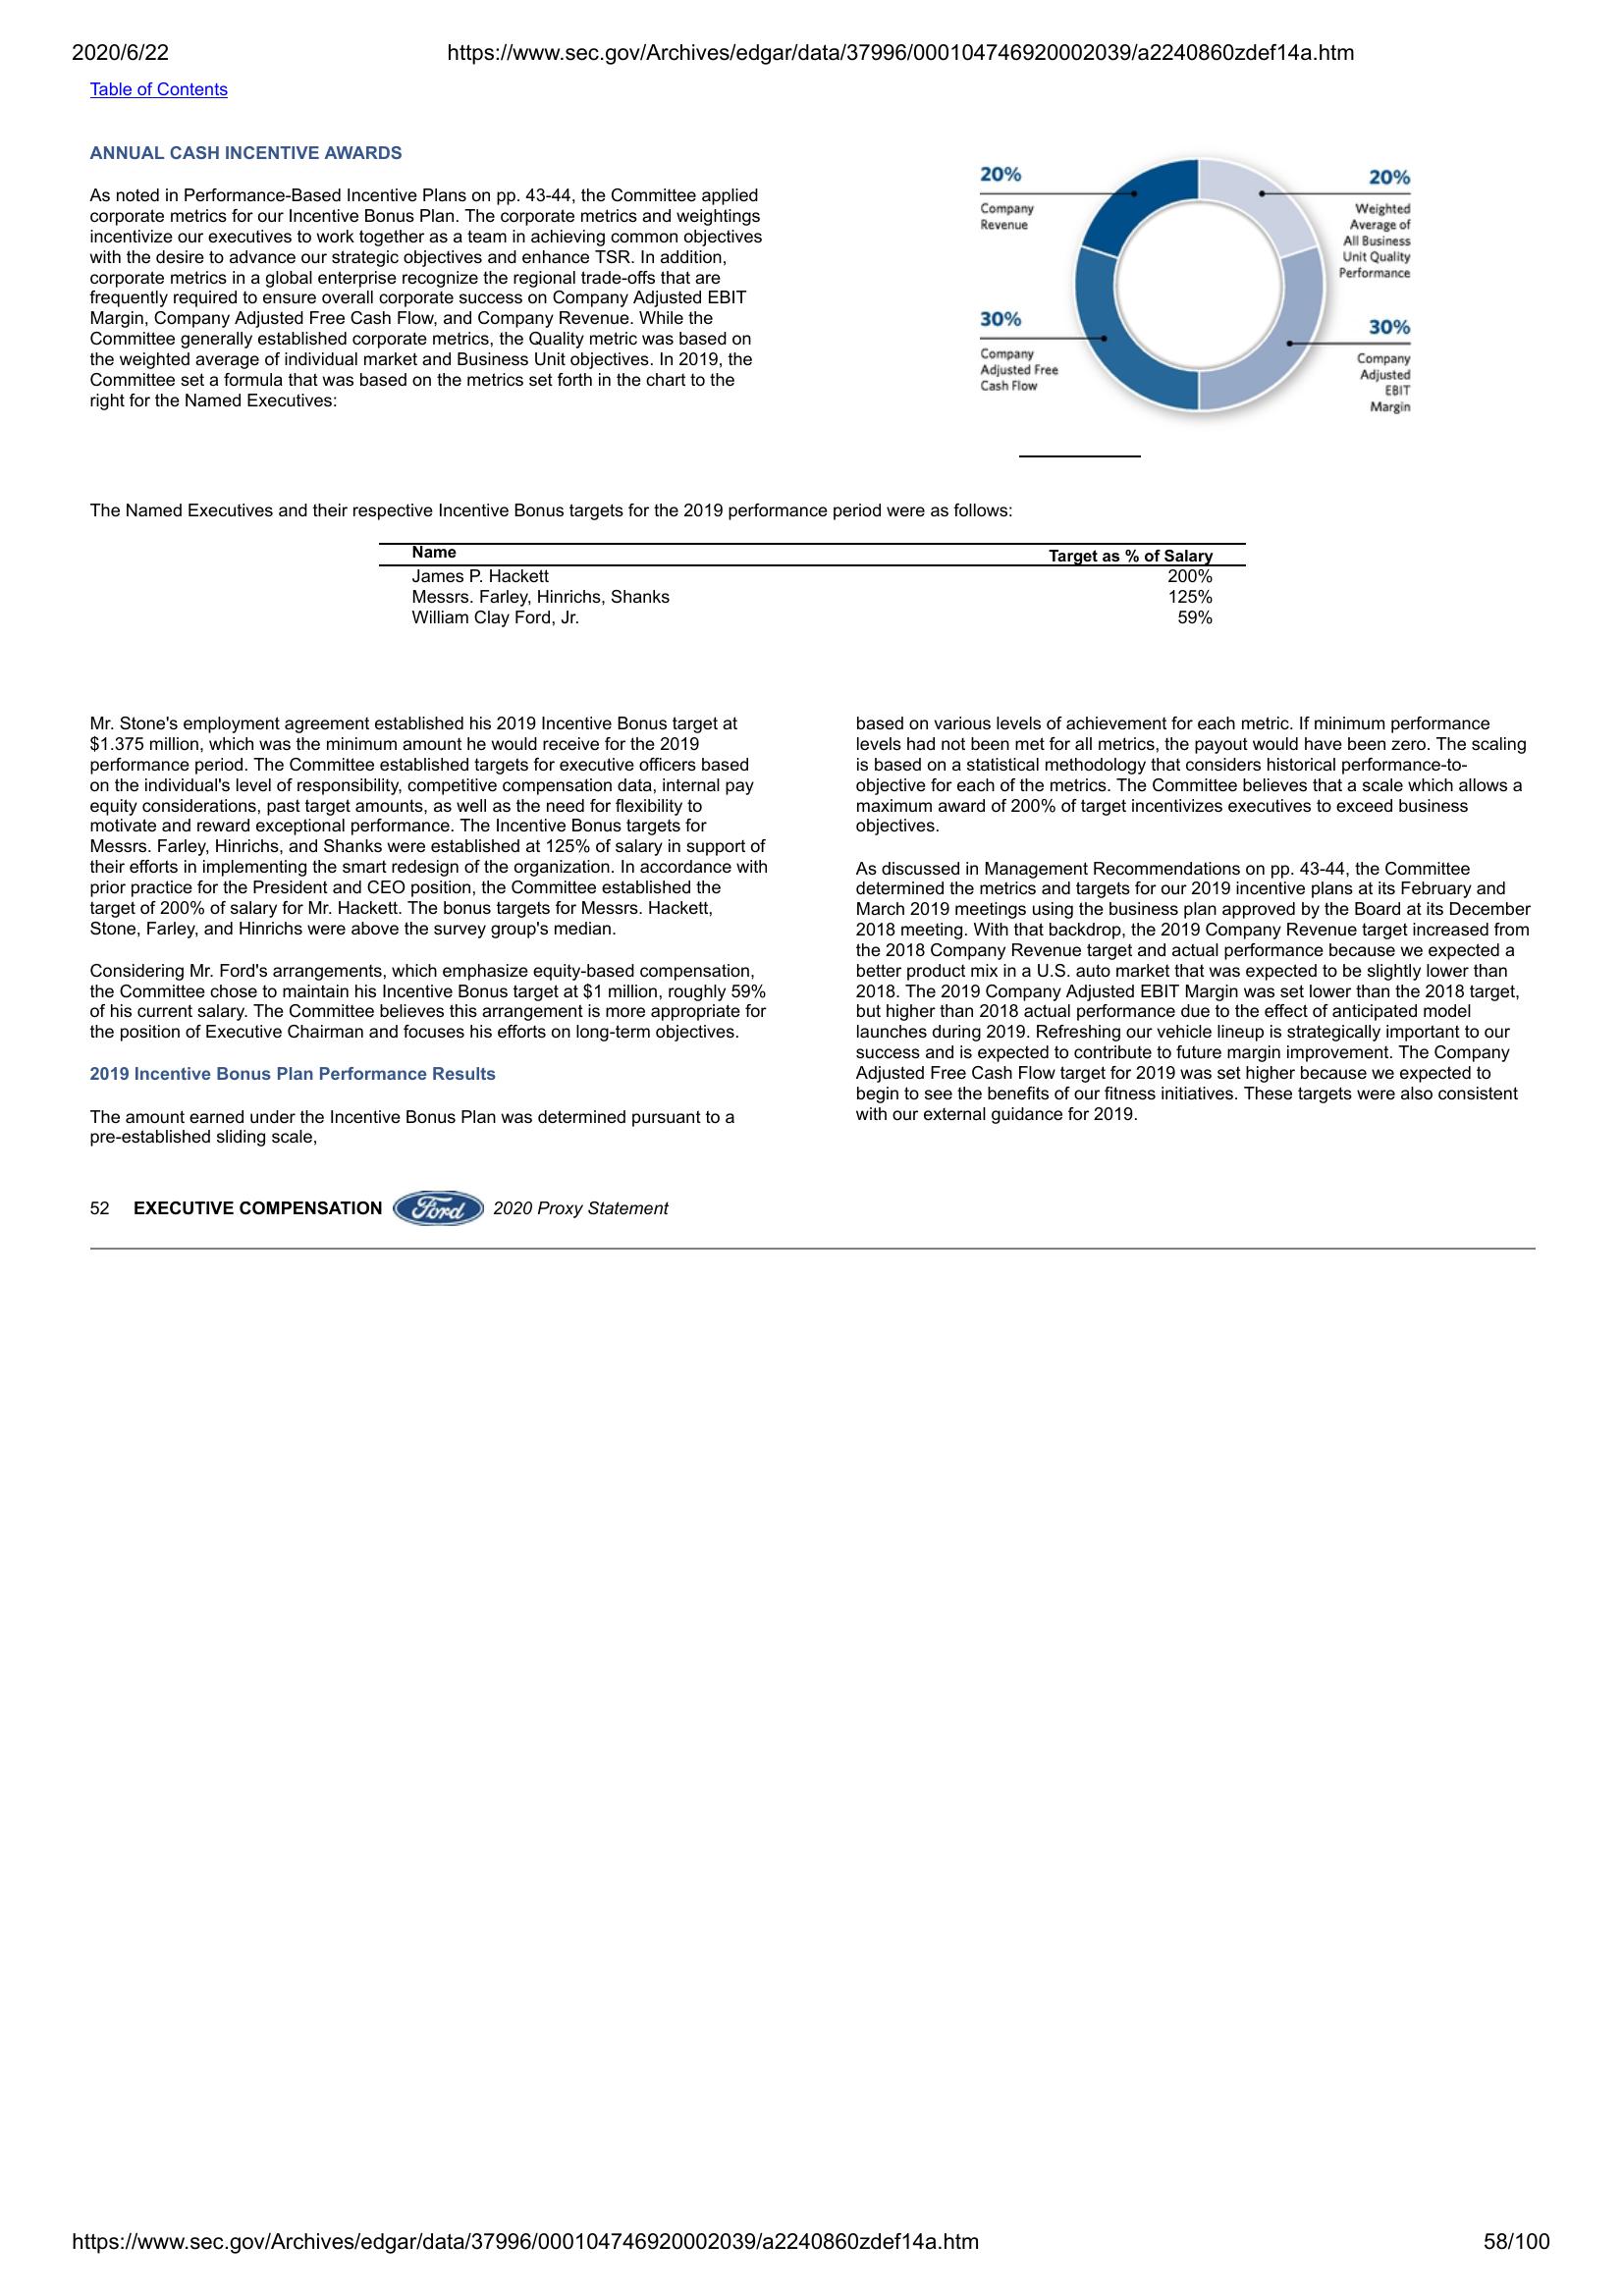 2020/6/22 https://www.sec.gov/Archives/edgar/data/37996/000104746920002039/a2240860zdef14a.htm
Table of Contents
ANNUAL CASH INCENTIVE AWARDS
As noted in Performance-Based Incentive Plans on pp. 43-44, the Committee applied
corporate metrics for our Incentive Bonus Plan. The corporate metrics and weightings
incentivize our executives to work together as a team in achieving common objectives
with the desire to advance our strategic objectives and enhance TSR. In addition,
corporate metrics in a global enterprise recognize the regional trade-offs that are
frequently required to ensure overall corporate success on Company Adjusted EBIT
Margin, Company Adjusted Free Cash Flow, and Company Revenue. While the
Committee generally established corporate metrics, the Quality metric was based on
the weighted average of individual market and Business Unit objectives. In 2019, the
Committee set a formula that was based on the metrics set forth in the chart to the
right for the Named Executives:
20%
Company
Revenue
30%
Company
Adjusted Free
Cash Flow
20%
Weighted
Average of
All Business
Unit Quality
Performance
30%
Company
Adjusted
EBIT
Margin
The Named Executives and their respective Incentive Bonus targets for the 2019 performance period were as follows:
Name Target as % of Salary
James P. Hackett 200%
Messrs. Farley, Hinrichs, Shanks 125%
William Clay Ford, Jr. 59%
Mr. Stone's employment agreement established his 2019 Incentive Bonus target at
$1.375 million, which was the minimum amount he would receive for the 2019
performance period. The Committee established targets for executive officers based
on the individual's level of responsibility, competitive compensation data, internal pay
equity considerations, past target amounts, as well as the need for flexibility to
motivate and reward exceptional performance. The Incentive Bonus targets for
Messrs. Farley, Hinrichs, and Shanks were established at 125% of salary in support of
their efforts in implementing the smart redesign of the organization. In accordance with
prior practice for the President and CEO position, the Committee established the
target of 200% of salary for Mr. Hackett. The bonus targets for Messrs. Hackett,
Stone, Farley, and Hinrichs were above the survey group's median.
Considering Mr. Ford's arrangements, which emphasize equity-based compensation,
the Committee chose to maintain his Incentive Bonus target at $1 million, roughly 59%
of his current salary. The Committee believes this arrangement is more appropriate for
the position of Executive Chairman and focuses his efforts on long-term objectives.
2019 Incentive Bonus Plan Performance Results
The amount earned under the Incentive Bonus Plan was determined pursuant to a
pre-established sliding scale,
based on various levels of achievement for each metric. If minimum performance
levels had not been met for all metrics, the payout would have been zero. The scaling
is based on a statistical methodology that considers historical performance-to-
objective for each of the metrics. The Committee believes that a scale which allows a
maximum award of 200% of target incentivizes executives to exceed business
objectives.
As discussed in Management Recommendations on pp. 43-44, the Committee
determined the metrics and targets for our 2019 incentive plans at its February and
March 2019 meetings using the business plan approved by the Board at its December
2018 meeting. With that backdrop, the 2019 Company Revenue target increased from
the 2018 Company Revenue target and actual performance because we expected a
better product mix in a U.S. auto market that was expected to be slightly lower than
2018. The 2019 Company Adjusted EBIT Margin was set lower than the 2018 target,
but higher than 2018 actual performance due to the effect of anticipated model
launches during 2019. Refreshing our vehicle lineup is strategically important to our
success and is expected to contribute to future margin improvement. The Company
Adjusted Free Cash Flow target for 2019 was set higher because we expected to
begin to see the benefits of our fitness initiatives. These targets were also consistent
with our external guidance for 2019.
52 EXECUTIVE COMPENSATION Ford 2020 Proxy Statement
https://www.sec.gov/Archives/edgar/data/37996/000104746920002039/a2240860zdef14a.htm 58/100